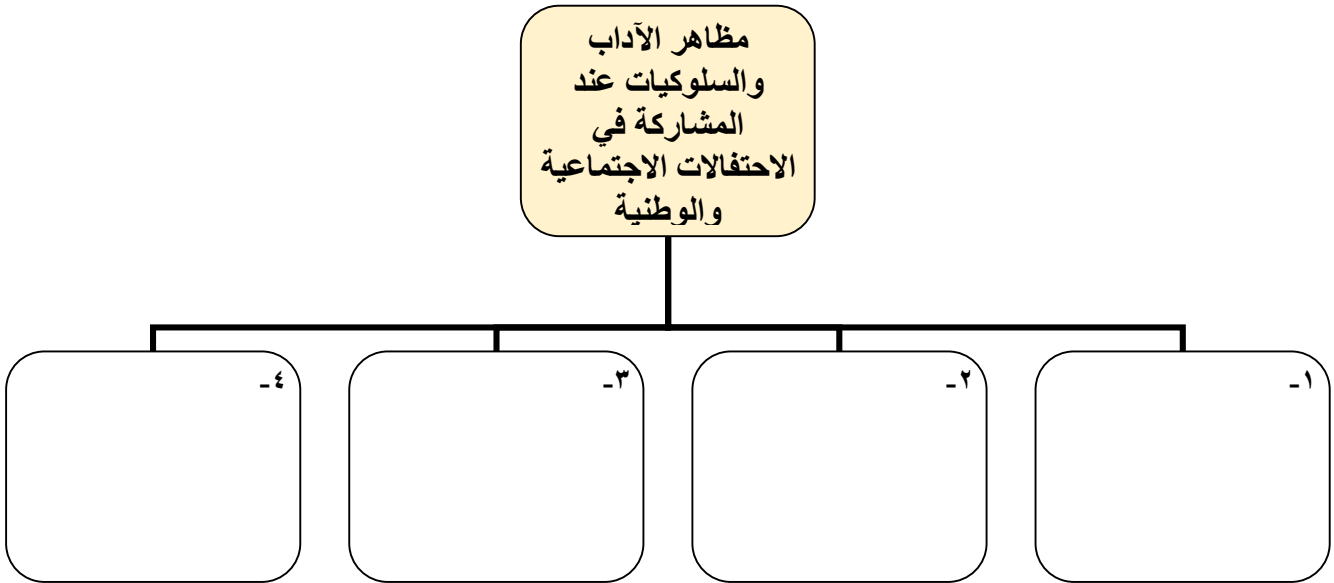 مظاهر الآداب
والسلوكيات عند
المشاركة في
الاحتفالات الاجتماعية
والوطنية
١-
٢-
٣-
٤-